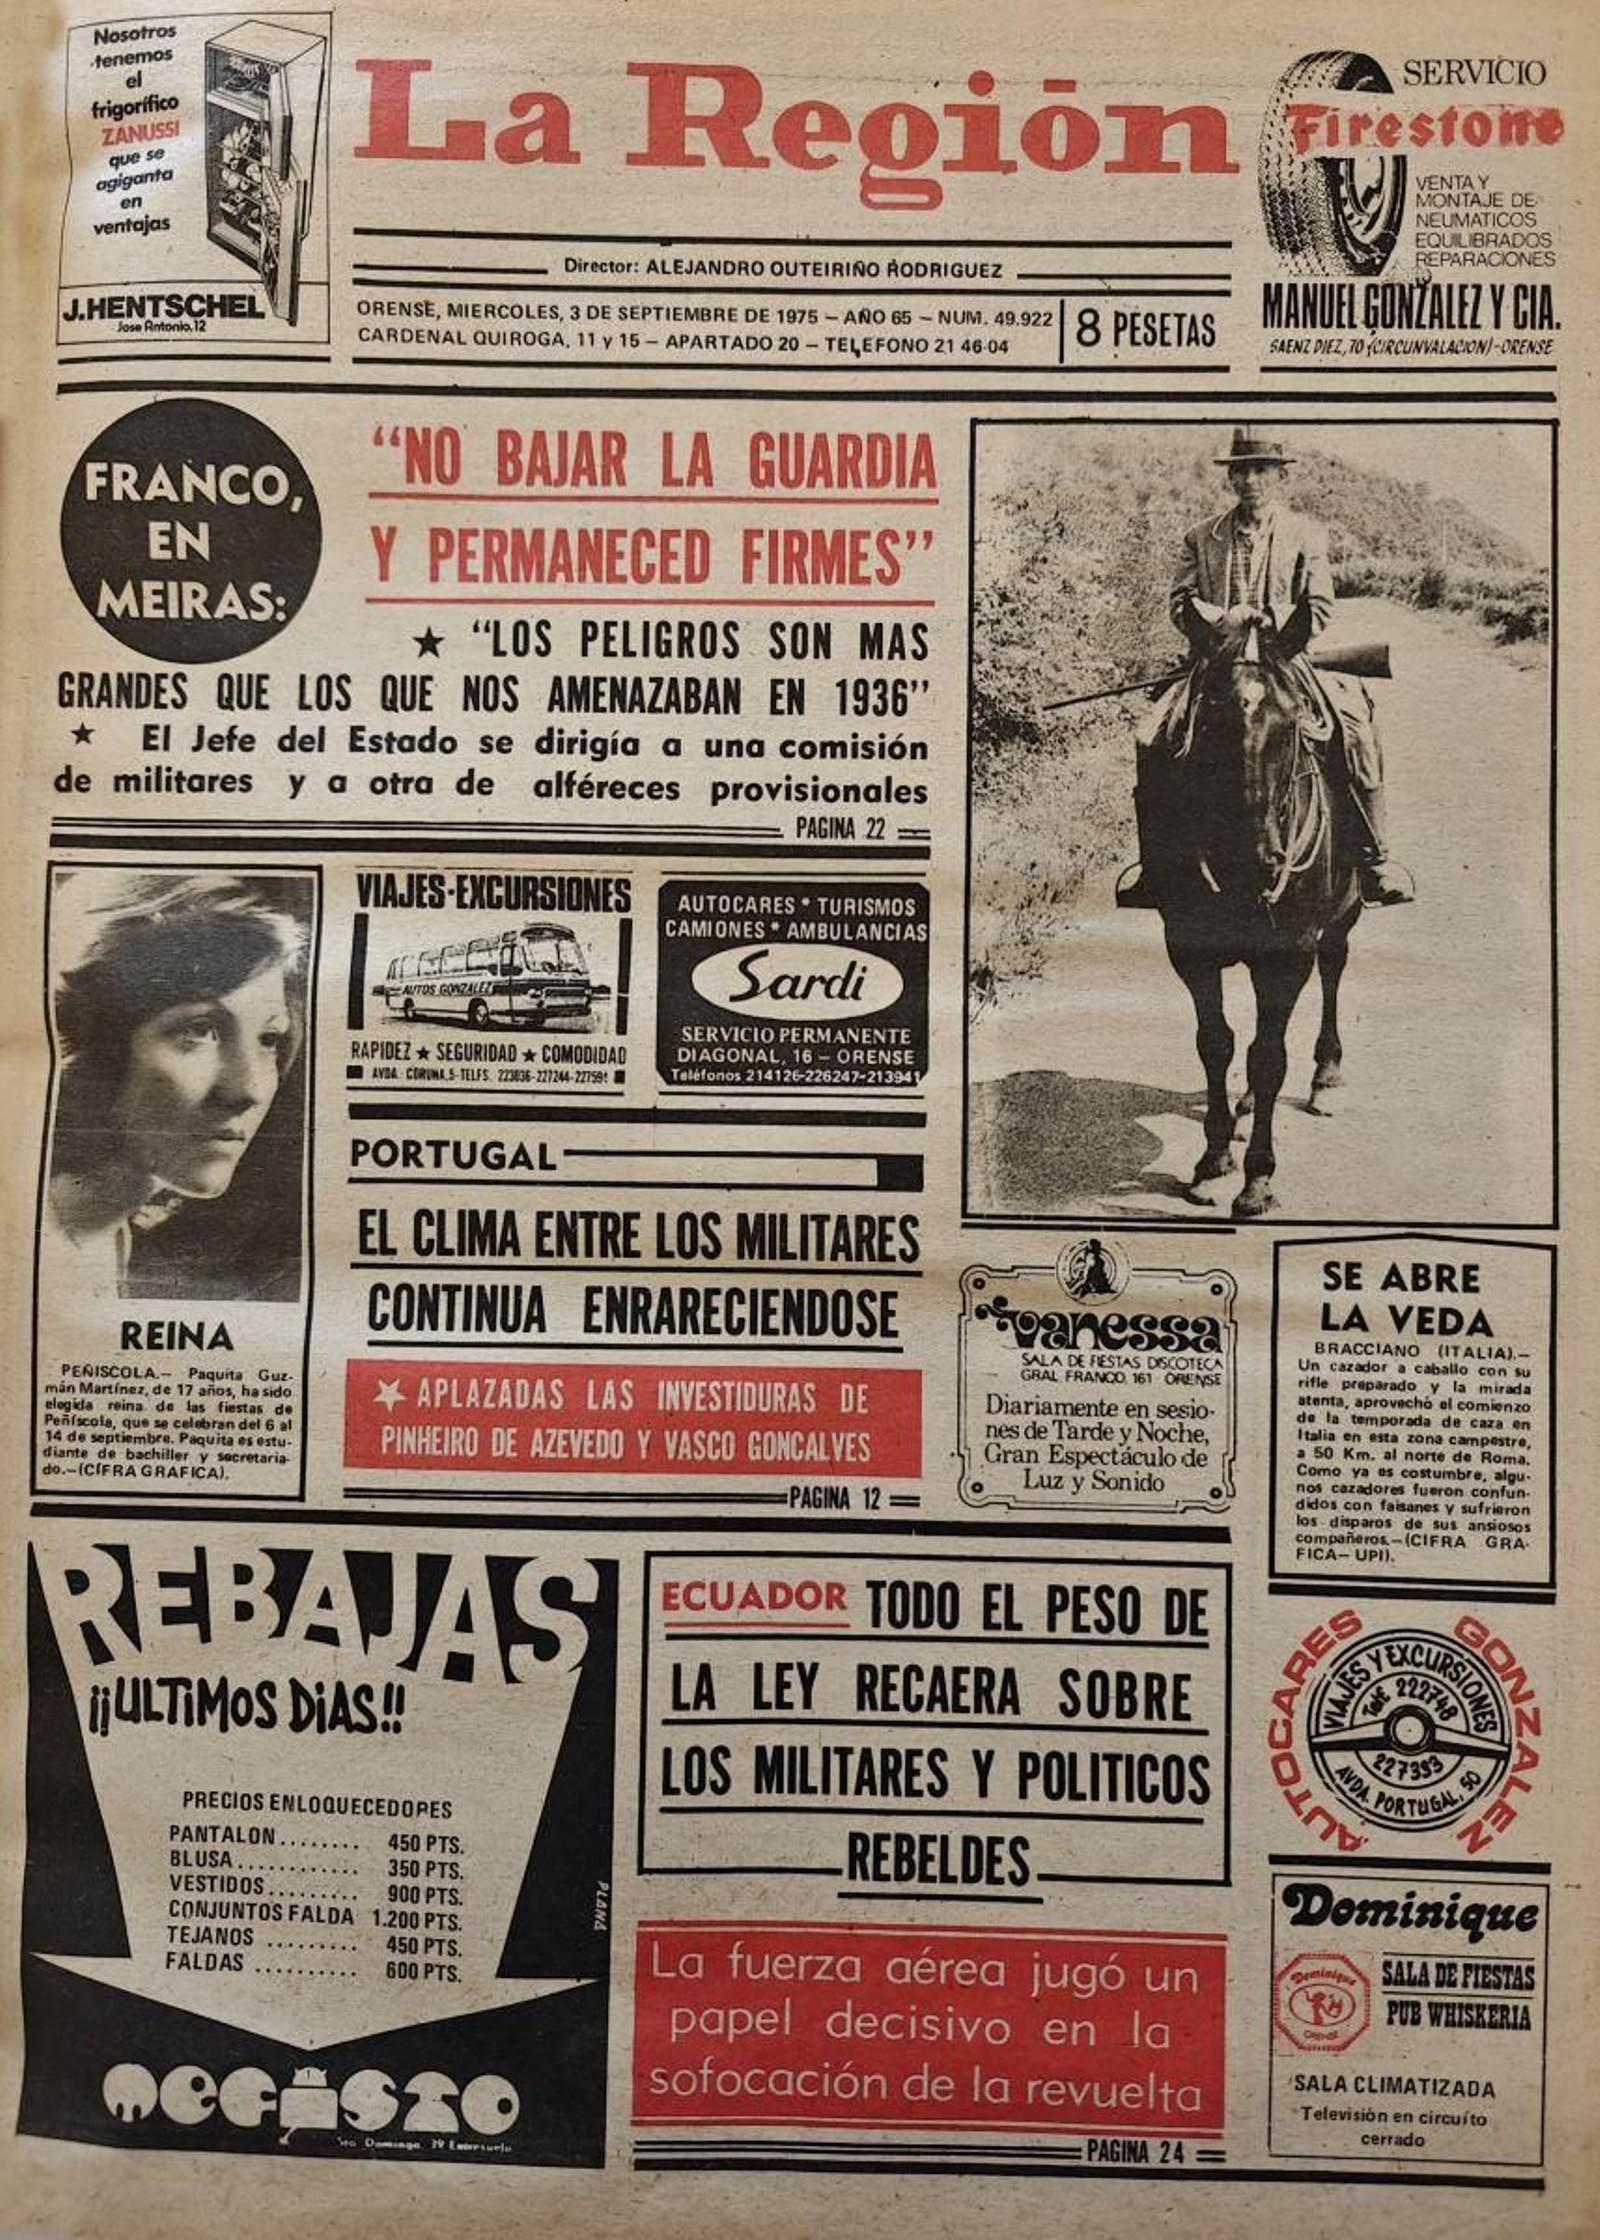 Nosotros
tenemos
el
frigorífico
ZANUSSI
que se
agiganta
en
ventajas
J.HENTSCHEL
Jose Antonio,12
La Región
Director: ALEJANDRO OUTEIRIÑO RODRIGUEZ
ORENSE, MIERCOLES, 3 DE SEPTIEMBRE DE 1975 — AÑO 65 — NUM. 49.922
CARDENAL QUIROGA, 11 y 15 — APARTADO 20 — TELEFONO 21 46-04
8 PESETAS
SERVICIO
Firestone
VENTA Y
MONTAJE DE
NEUMATICOS
EQUILIBRADOS
REPARACIONES
MANUEL GONZALEZ Y CIA.
SAENZ DIEZ, 70 (CIRCUNVALACION)-ORENSE
FRANCO,
EN
MEIRAS:
“NO BAJAR LA GUARDIA
Y PERMANECED FIRMES”
★ “LOS PELIGROS SON MAS
GRANDES QUE LOS QUE NOS AMENAZABAN EN 1936”
★ El Jefe del Estado se dirigía a una comisión
de militares y a otra de alféreces provisionales
PAGINA 22
REINA
PEÑISCOLA.— Paquita Guz-
mán Martínez, de 17 años, ha sido
elegida reina de las fiestas de
Peñíscola, que se celebran del 6 al
14 de septiembre. Paquita es estu-
diante de bachiller y secretaria-
do.—(CIFRA GRAFICA).
VIAJES-EXCURSIONES
AUTOS GONZALEZ
RAPIDEZ ★ SEGURIDAD ★ COMODIDAD
AVDA. CORUÑA,5-TELFS. 223836-227244-227591
AUTOCARES * TURISMOS
CAMIONES * AMBULANCIAS
Sardi
SERVICIO PERMANENTE
DIAGONAL, 16 — ORENSE
Teléfonos 214126-226247-213941
PORTUGAL
EL CLIMA ENTRE LOS MILITARES
CONTINUA ENRARECIENDOSE
★ APLAZADAS LAS INVESTIDURAS DE
PINHEIRO DE AZEVEDO Y VASCO GONCALVES
PAGINA 12
vanessa
SALA DE FIESTAS DISCOTECA
GRAL. FRANCO, 161 ORENSE
Diariamente en sesio-
nes de Tarde y Noche,
Gran Espectáculo de
Luz y Sonido
SE ABRE
LA VEDA
BRACCIANO (ITALIA).—
Un cazador a caballo con su
rifle preparado y la mirada
atenta, aprovechó el comienzo
de la temporada de caza en
Italia en esta zona campestre,
a 50 Km. al norte de Roma.
Como ya es costumbre, algu-
nos cazadores fueron confun-
didos con faisanes y sufrieron
los disparos de sus ansiosos
compañeros.—(CIFRA GRA-
FICA— UPI).
REBAJAS
¡¡ULTIMOS DIAS!!
PRECIOS ENLOQUECEDORES
PANTALON........ 450 PTS.
BLUSA............ 350 PTS.
VESTIDOS......... 900 PTS.
CONJUNTOS FALDA 1.200 PTS.
TEJANOS ......... 450 PTS.
FALDAS .......... 600 PTS.
PLANA
mefisto
Sto. Domingo, 39 Entresuelo
ECUADOR TODO EL PESO DE
LA LEY RECAERA SOBRE
LOS MILITARES Y POLITICOS
REBELDES
La fuerza aérea jugó un
papel decisivo en la
sofocación de la revuelta
PAGINA 24
AUTOCARES GONZALEZ
VIAJES Y EXCURSIONES
Telf. 222748
227393
AVDA. PORTUGAL, 50
Dominique
Dominique
ORENSE
SALA DE FIESTAS
PUB WHISKERIA
SALA CLIMATIZADA
Televisión en circuíto
cerrado